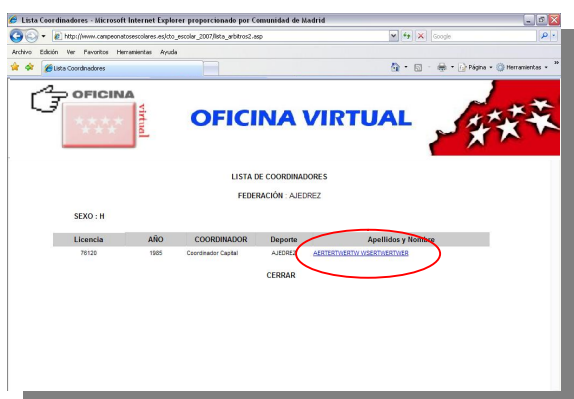 Lista Coordinadores - Microsoft Internet Explorer proporcionado por Comunidad de Madrid
http://www.campeonatosescolares.es/cto_escolar_2007/lista_arbitros2.asp
Google
Archivo Edición Ver Favoritos Herramientas Ayuda
Lista Coordinadores
Página
Herramientas
OFICINA
virtual
OFICINA VIRTUAL
LISTA DE COORDINADORES
FEDERACIÓN : AJEDREZ
SEXO : H
Licencia AÑO COORDINADOR Deporte Apellidos y Nombre
76120 1985 Coordinador Capital AJEDREZ AERTERTWERTW WSERTWERTWER
CERRAR